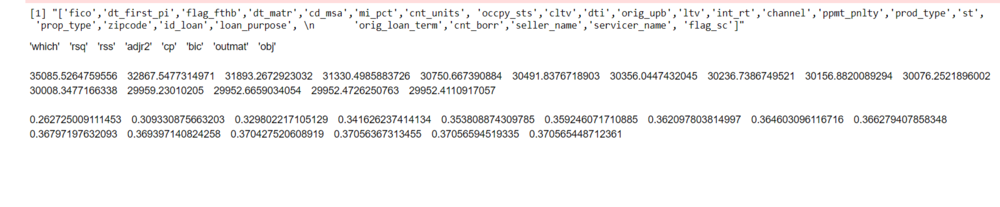 [1] "['fico','dt_first_pi','flag_fthb','dt_matr','cd_msa','mi_pct','cnt_units', 'occpy_sts','cltv','dti','orig_upb','ltv','int_rt','channel','ppmt_pnlty','prod_type','st',
'prop_type','zipcode','id_loan','loan_purpose', \n 'orig_loan_term','cnt_borr','seller_name','servicer_name', 'flag_sc']"
'which' 'rsq' 'rss' 'adjr2' 'cp' 'bic' 'outmat' 'obj'
35085.5264759556 32867.5477314971 31893.2672923032 31330.4985883726 30750.667390884 30491.8376718903 30356.0447432045 30236.7386749521 30156.8820089294 30076.2521896002
30008.3477166338 29959.23010205 29952.6659034054 29952.4726250763 29952.4110917057
0.262725009111453 0.309330875663203 0.329802217105129 0.341626237414134 0.353808874309785 0.359246071710885 0.362097803814997 0.364603096116716 0.366279407858348
0.36797197632093 0.369397140824258 0.370427520608919 0.37056367313455 0.37056594519335 0.370565448712361